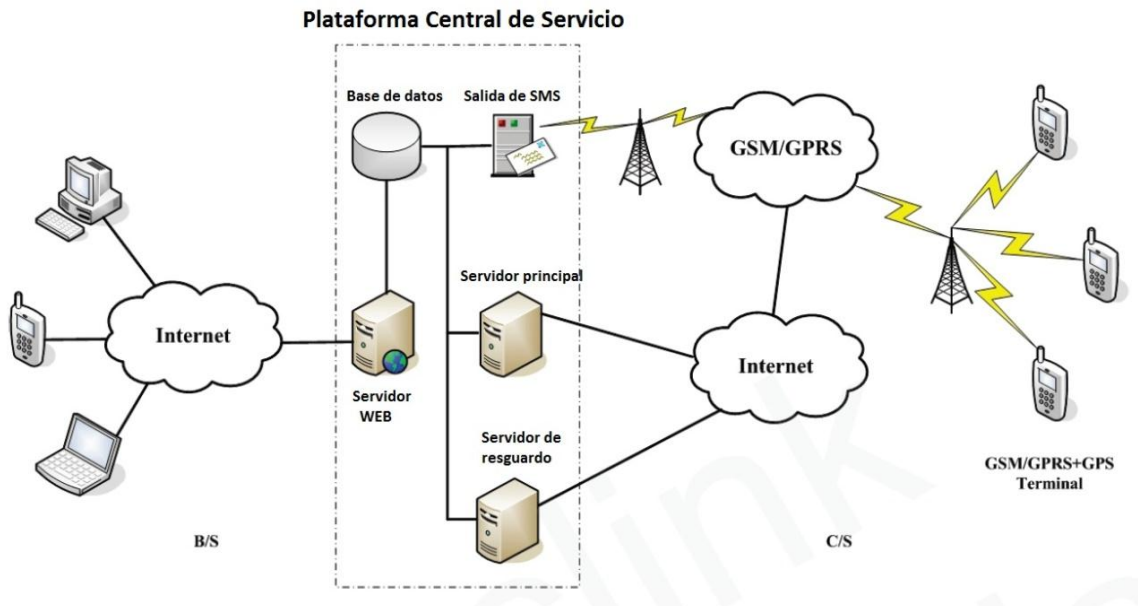 Plataforma Central de Servicio
Base de datos
Salida de SMS
GSM/GPRS
Servidor principal
Internet
Internet
Servidor
WEB
Servidor de
resguardo
GSM/GPRS+GPS
Terminal
B/S
C/S